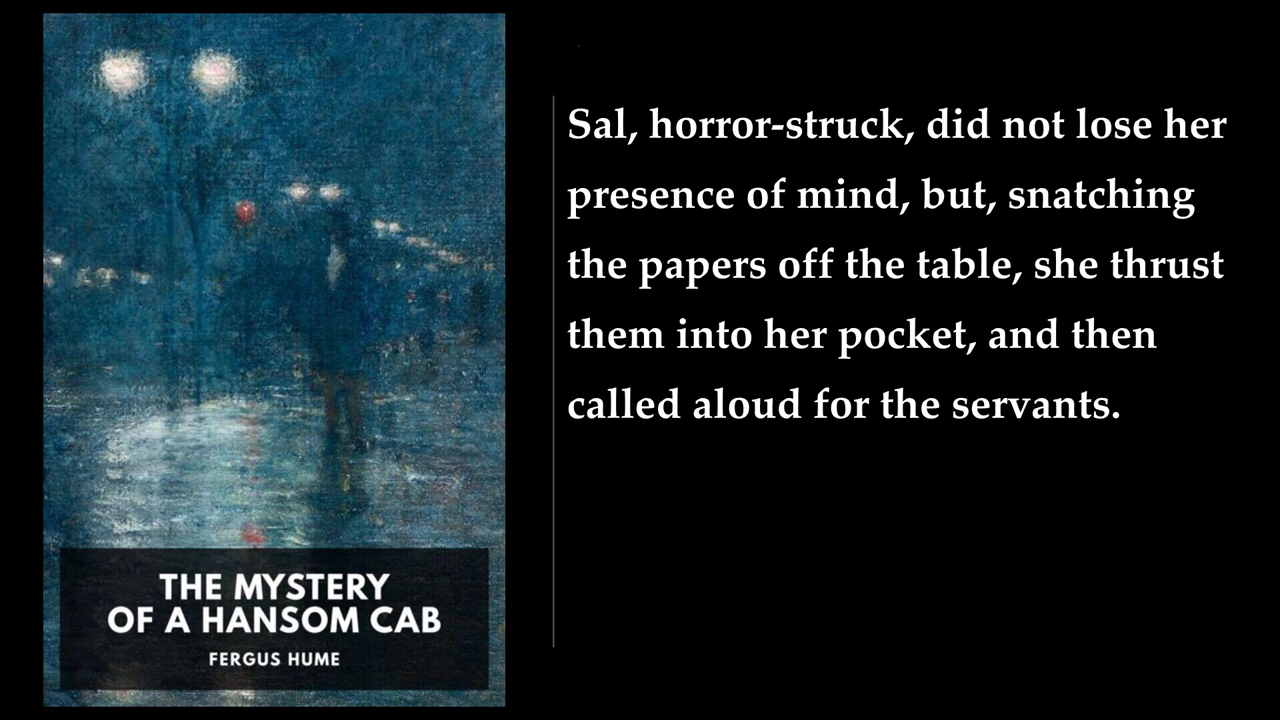 Sal, horror-struck, did not lose her
presence of mind, but, snatching
the papers off the table, she thrust
them into her pocket, and then
called aloud for the servants.
THE MYSTERY
OF A HANSOM CAB
FERGUS HUME